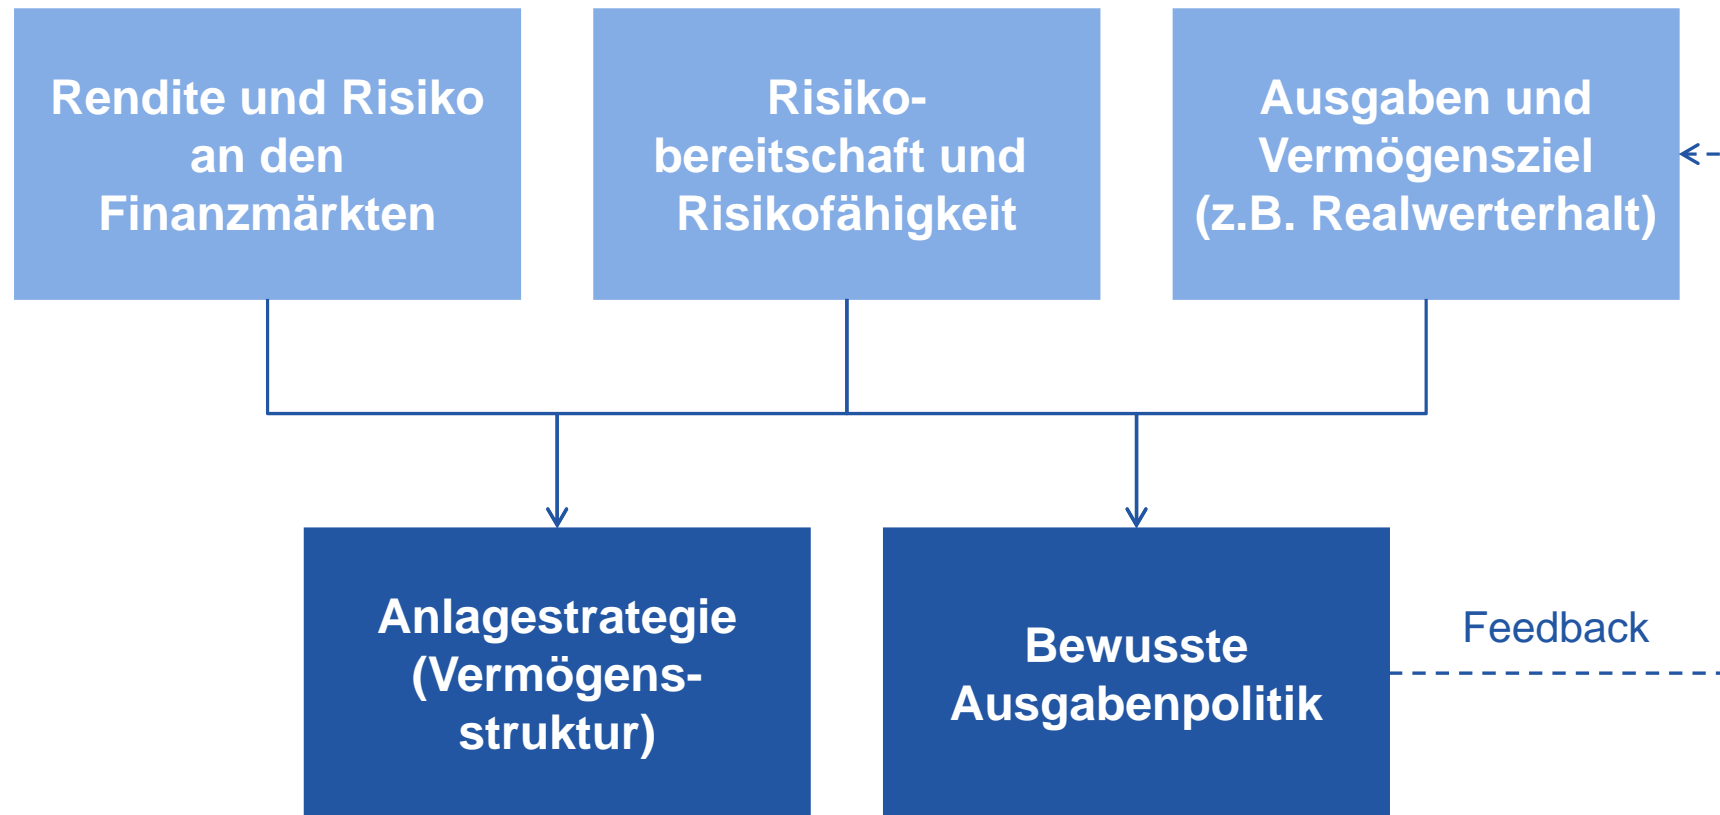 Rendite und Risiko
an den
Finanzmärkten
Risiko-
bereitschaft und
Risikofähigkeit
Ausgaben und
Vermögensziel
(z.B. Realwerterhalt)
Anlagestrategie
(Vermögens-
struktur)
Bewusste
Ausgabenpolitik
Feedback